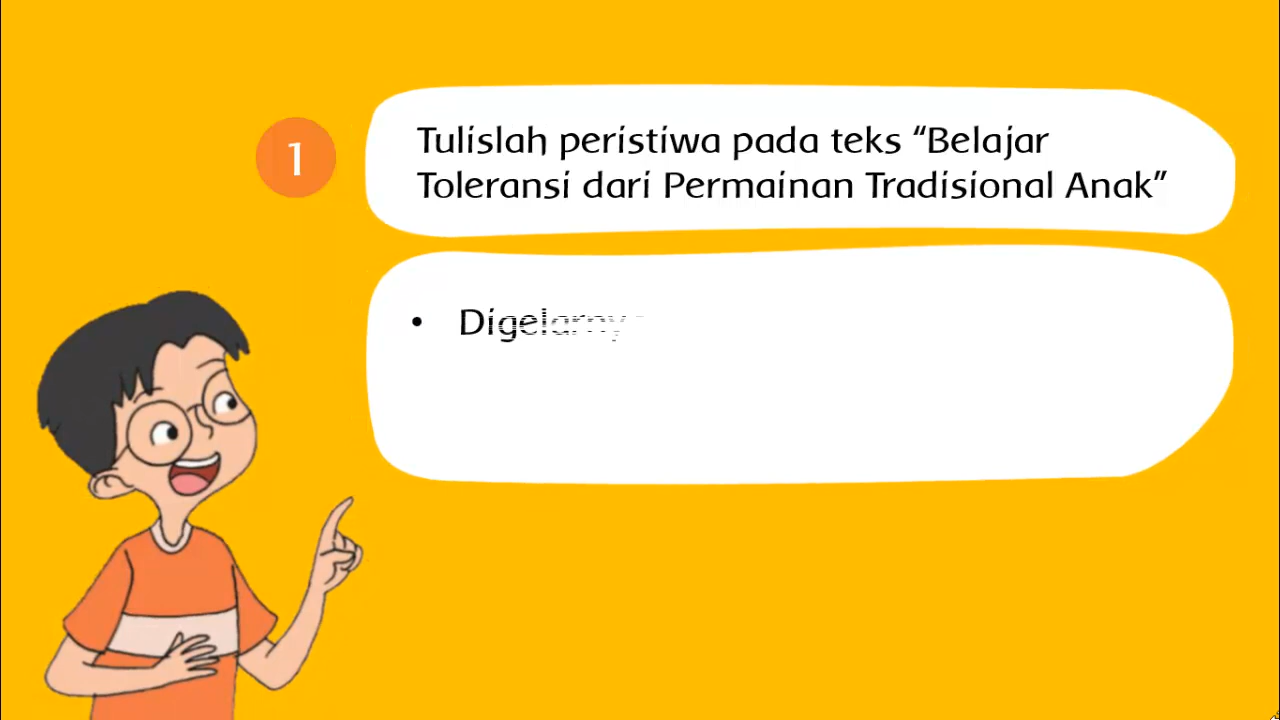 1
Tulislah peristiwa pada teks “Belajar
Toleransi dari Permainan Tradisional Anak”
•